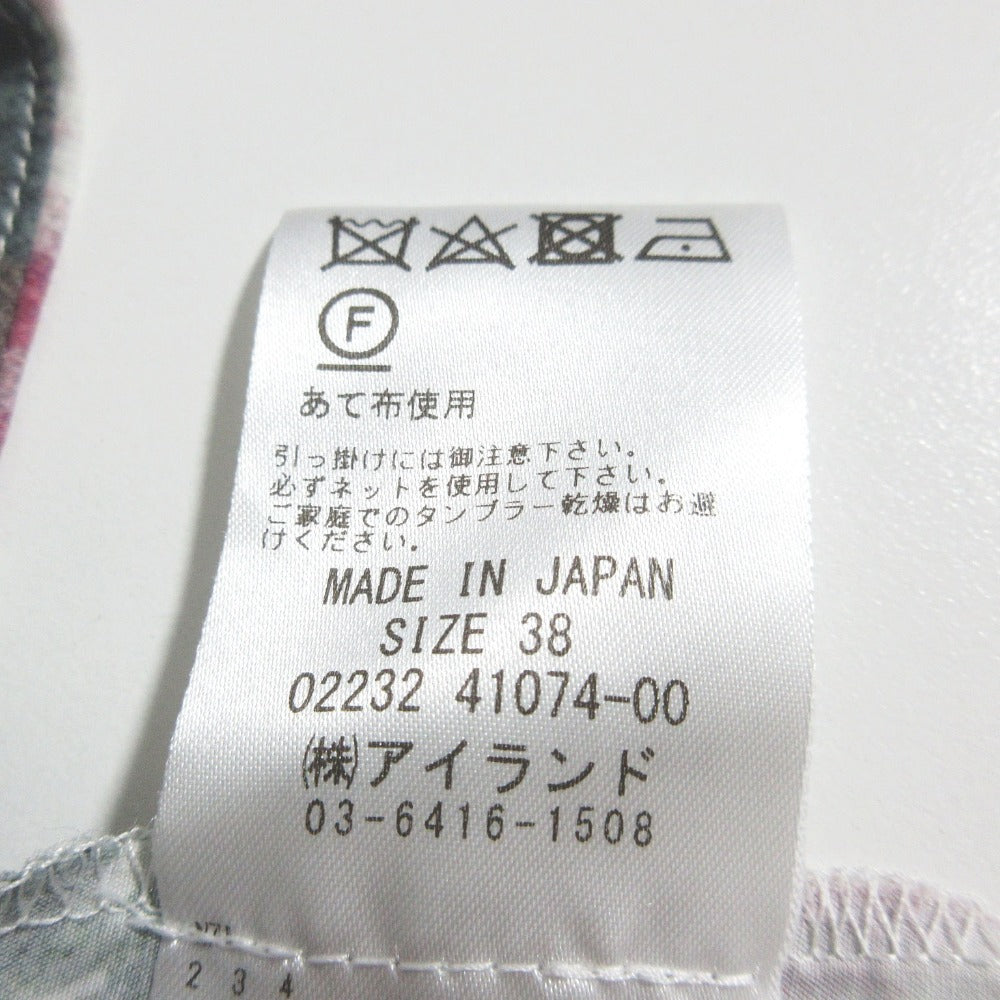 F
あて布使用
引っ掛けには御注意下さい。
必ずネットを使用して下さい。
ご家庭でのタンブラー乾燥はお避
けください。
MADE IN JAPAN
SIZE 38
02232 41074-00
㈱アイランド
03-6416-1508
2 3 4